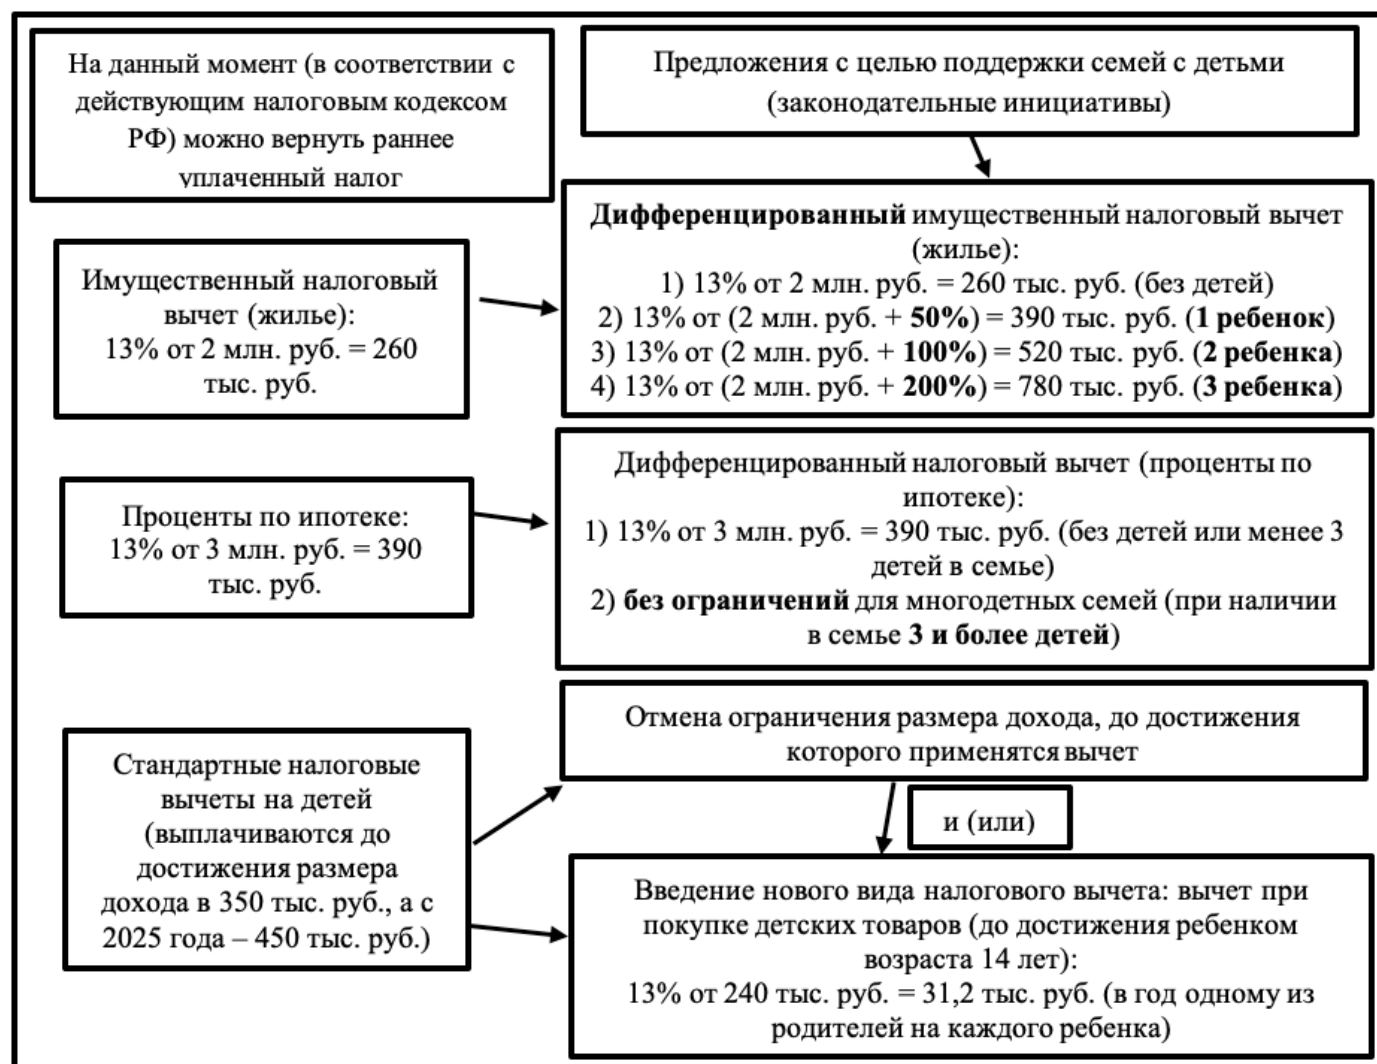 На данный момент (в соответствии с
действующим налоговым кодексом
РФ) можно вернуть раннее
уплаченный налог
Предложения с целью поддержки семей с детьми
(законодательные инициативы)
Имущественный налоговый
вычет (жилье):
13% от 2 млн. руб. = 260
тыс. руб.
Дифференцированный имущественный налоговый вычет
(жилье):
1) 13% от 2 млн. руб. = 260 тыс. руб. (без детей)
2) 13% от (2 млн. руб. + 50%) = 390 тыс. руб. (1 ребенок)
3) 13% от (2 млн. руб. + 100%) = 520 тыс. руб. (2 ребенка)
4) 13% от (2 млн. руб. + 200%) = 780 тыс. руб. (3 ребенка)
Проценты по ипотеке:
13% от 3 млн. руб. = 390
тыс. руб.
Дифференцированный налоговый вычет (проценты по
ипотеке):
1) 13% от 3 млн. руб. = 390 тыс. руб. (без детей или менее 3
детей в семье)
2) без ограничений для многодетных семей (при наличии
в семье 3 и более детей)
Стандартные налоговые
вычеты на детей
(выплачиваются до
достижения размера
дохода в 350 тыс. руб., а с
2025 года – 450 тыс. руб.)
Отмена ограничения размера дохода, до достижения
которого применятся вычет
и (или)
Введение нового вида налогового вычета: вычет при
покупке детских товаров (до достижения ребенком
возраста 14 лет):
13% от 240 тыс. руб. = 31,2 тыс. руб. (в год одному из
родителей на каждого ребенка)